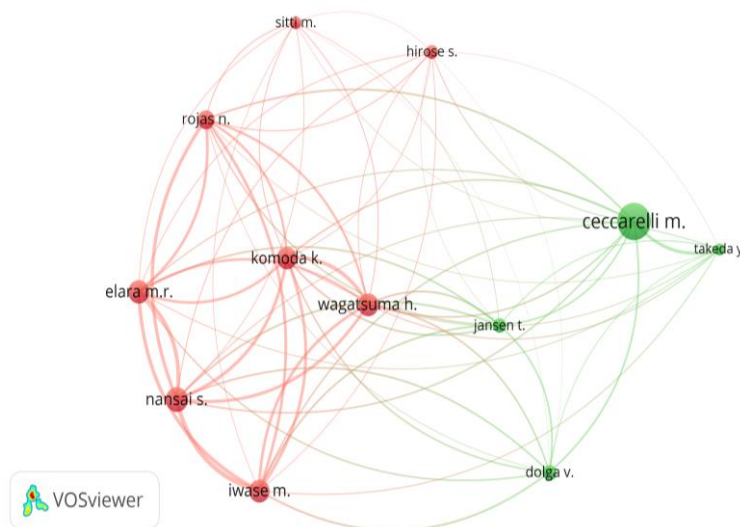 sitti m.
hirose s.
rojas n.
ceccarelli m.
takeda y.
komoda k.
elara m.r.
wagatsuma h.
jansen t.
nansai s.
dolga v.
iwase m.
VOSviewer